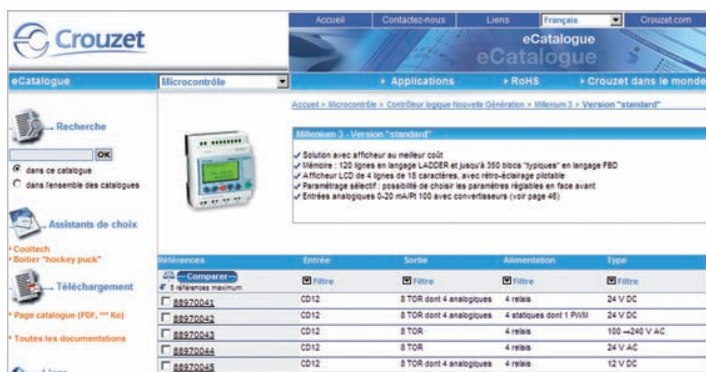 Accueil Contactez-nous Liens Français Crouzet.com
Crouzet
eCatalogue
eCatalogue
eCatalogue Microcontrôle Applications RoHS Crouzet dans le monde
Accueil » Microcontrôle » Contrôleur logique Nouvelle Génération » Millenium 3 » Version "standard"
Recherche
OK
dans ce catalogue
dans l'ensemble des catalogues
Assistants de choix
Cooltech
Boitier "hockey puck"
Téléchargement
Page catalogue (PDF, *** Ko)
Toutes les documentations
Millenium 3 - Version "standard"
Solution avec afficheur au meilleur coût
Mémoire : 120 lignes en langage LADDER et jusqu'à 350 blocs "typiques" en langage FBD
Afficheur LCD de 4 lignes de 18 caractères, avec rétro-éclairage pilotable
Paramétrage sélectif : possibilité de choisir les paramètres réglables en face avant
Entrées analogiques 0-20 mA/Pt 100 avec convertisseurs (voir page 46)
Références Entrée Sortie Alimentation Type
Comparer Filtre Filtre Filtre Filtre
5 références maximum
88970041 CD12 8 TOR dont 4 analogiques 4 relais 24 V DC
88970042 CD12 8 TOR dont 4 analogiques 4 statiques dont 1 PWM 24 V DC
88970043 CD12 8 TOR 4 relais 100 →240 V AC
88970044 CD12 8 TOR 4 relais 24 V AC
88970045 CD12 8 TOR dont 4 analogiques 4 relais 12 V DC